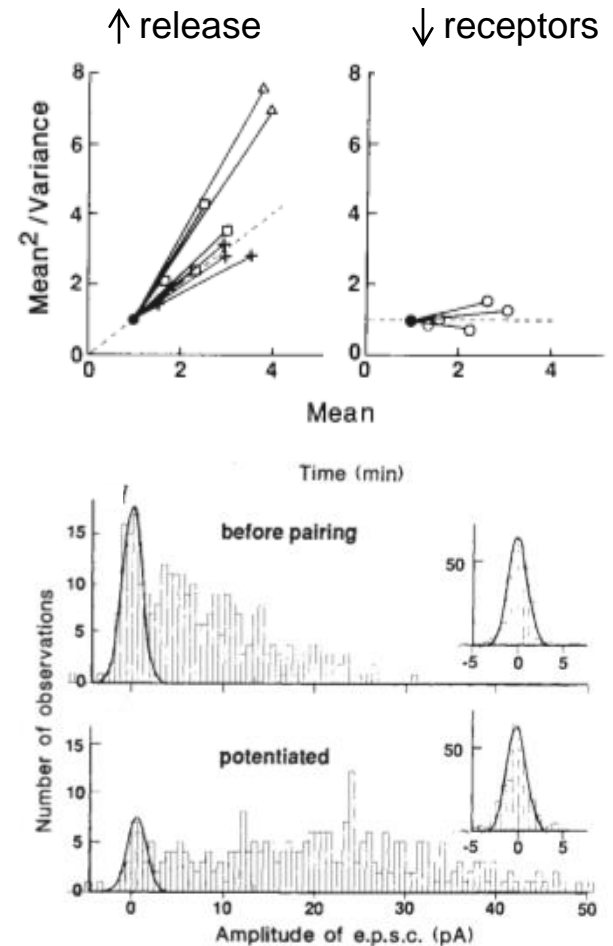 ↑ release
↓ receptors
8
6
4
2
0
0 2 4
Mean² /Variance
8
6
4
2
0
0 2 4
Mean
Time (min)
before pairing
15
10
5
0
50
-5 0 5
Number of observations
potentiated
15
10
5
0
50
-5 0 5
0 10 20 30 40 50
Amplitude of e.p.s.c. (pA)